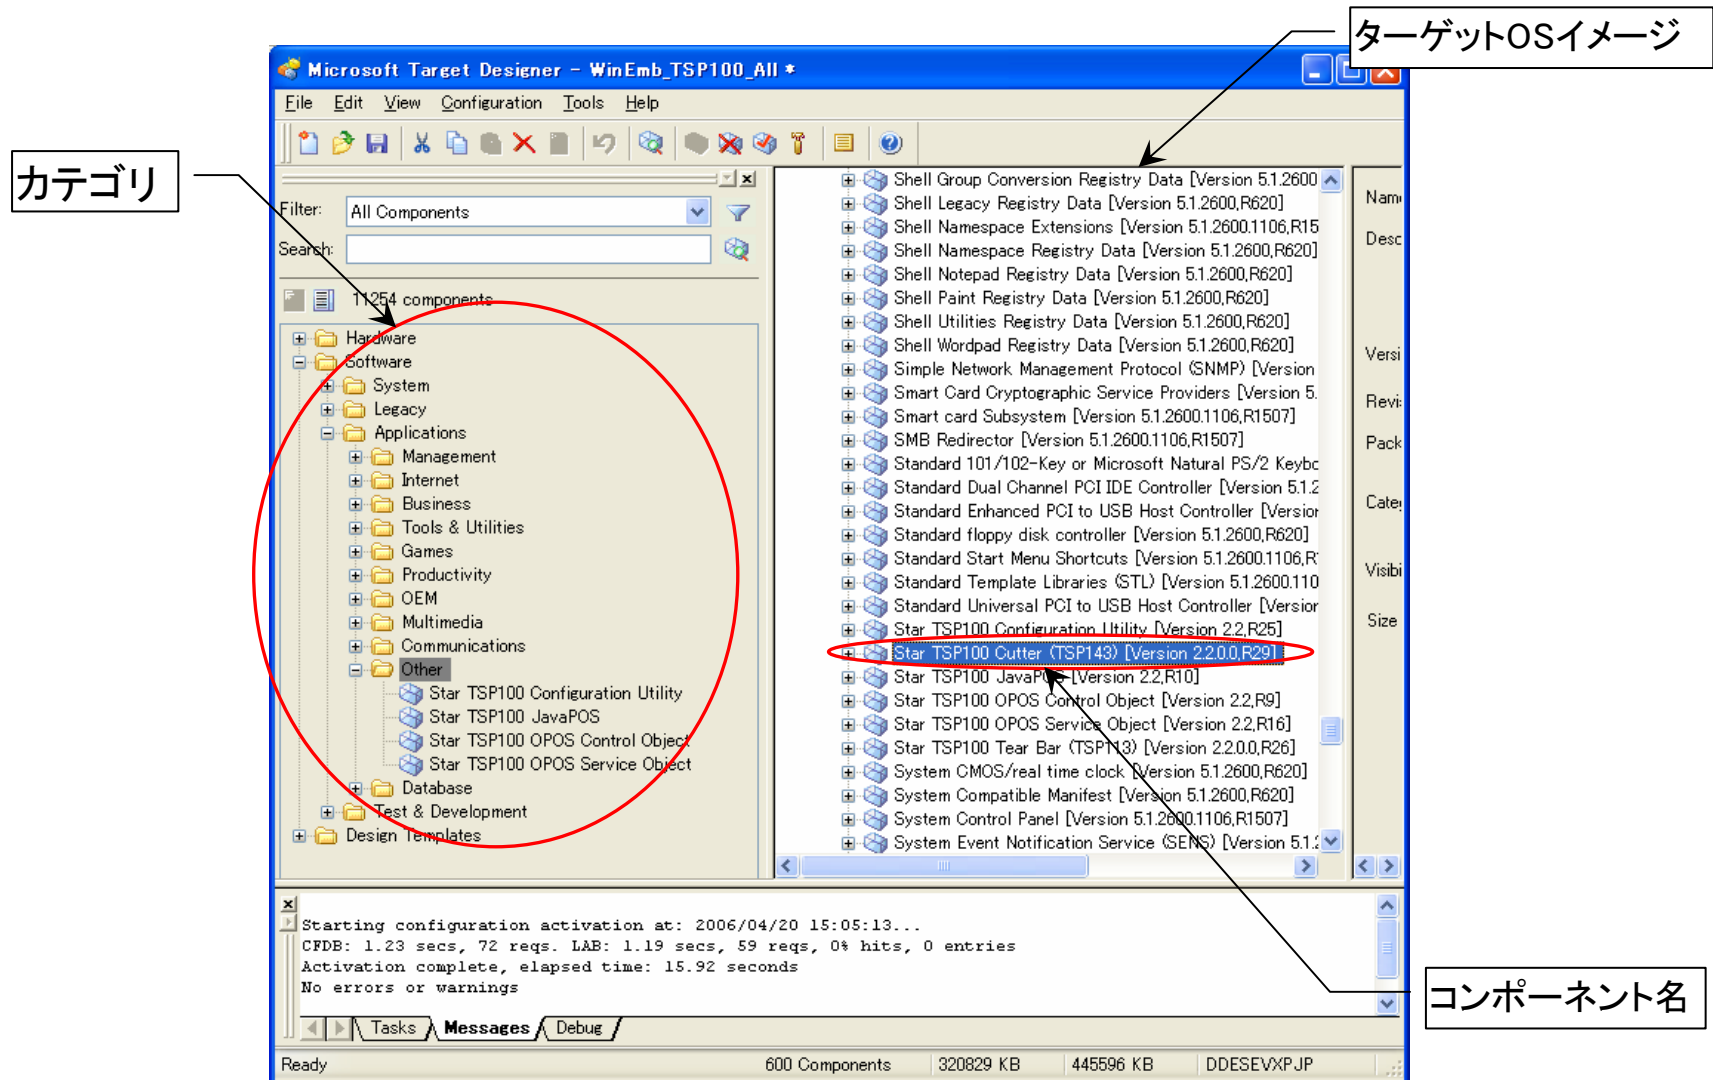 ターゲットOSイメージ
カテゴリ
コンポーネント名
Microsoft Target Designer - WinEmb_TSP100_All *
File Edit View Configuration Tools Help
Filter: All Components
Search:
11254 components
Hardware
Software
System
Legacy
Applications
Management
Internet
Business
Tools & Utilities
Games
Productivity
OEM
Multimedia
Communications
Other
Star TSP100 Configuration Utility
Star TSP100 JavaPOS
Star TSP100 OPOS Control Object
Star TSP100 OPOS Service Object
Database
Test & Development
Design Templates
Shell Group Conversion Registry Data [Version 5.1.2600
Shell Legacy Registry Data [Version 5.1.2600,R620]
Shell Namespace Extensions [Version 5.1.2600.1106,R15
Shell Namespace Registry Data [Version 5.1.2600,R620]
Shell Notepad Registry Data [Version 5.1.2600,R620]
Shell Paint Registry Data [Version 5.1.2600,R620]
Shell Utilities Registry Data [Version 5.1.2600,R620]
Shell Wordpad Registry Data [Version 5.1.2600,R620]
Simple Network Management Protocol (SNMP) [Version
Smart Card Cryptographic Service Providers [Version 5.
Smart card Subsystem [Version 5.1.2600.1106,R1507]
SMB Redirector [Version 5.1.2600.1106,R1507]
Standard 101/102-Key or Microsoft Natural PS/2 Keybo
Standard Dual Channel PCI IDE Controller [Version 5.1.2
Standard Enhanced PCI to USB Host Controller [Version
Standard floppy disk controller [Version 5.1.2600,R620]
Standard Start Menu Shortcuts [Version 5.1.2600.1106,R
Standard Template Libraries (STL) [Version 5.1.2600.110
Standard Universal PCI to USB Host Controller [Version
Star TSP100 Configuration Utility [Version 2.2,R25]
Star TSP100 Cutter (TSP143) [Version 2.2.0.0,R29]
Star TSP100 JavaPOS [Version 2.2,R10]
Star TSP100 OPOS Control Object [Version 2.2,R9]
Star TSP100 OPOS Service Object [Version 2.2,R16]
Star TSP100 Tear Bar (TSP113) [Version 2.2.0.0,R26]
System CMOS/real time clock [Version 5.1.2600,R620]
System Compatible Manifest [Version 5.1.2600,R620]
System Control Panel [Version 5.1.2600.1106,R1507]
System Event Notification Service (SENS) [Version 5.1.2
Nam
Desc
Versi
Revi
Pack
Cate
Visibi
Size
Starting configuration activation at: 2006/04/20 15:05:13...
CFDB: 1.23 secs, 72 reqs. LAB: 1.19 secs, 59 reqs, 0% hits, 0 entries
Activation complete, elapsed time: 15.92 seconds
No errors or warnings
Tasks Messages Debug
Ready 600 Components 320829 KB 445596 KB DDESEVXPJP